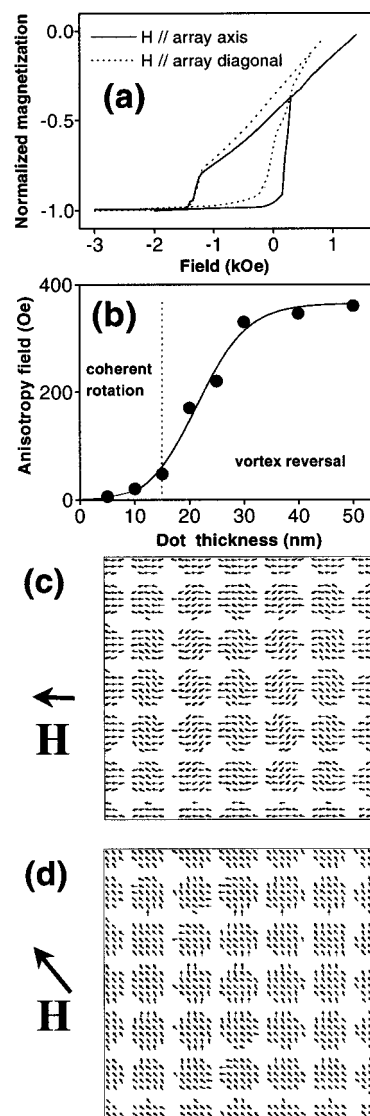 H // array axis
H // array diagonal
(a)
Normalized magnetization
0.0
-0.5
-1.0
-3
-2
-1
0
1
Field (kOe)
(b)
Anisotropy field (Oe)
400
200
0
coherent
rotation
vortex reversal
0
10
20
30
40
50
Dot thickness (nm)
(c)
H
(d)
H